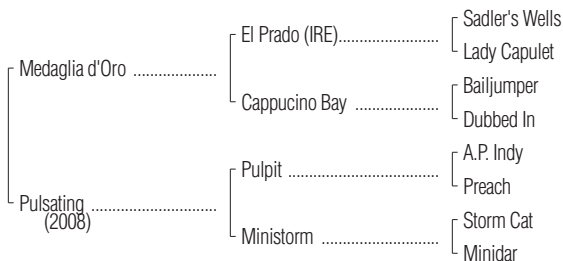 Sadler's Wells
El Prado (IRE)....................
Lady Capulet
Medaglia d'Oro .................
Bailjumper
Cappucino Bay .................
Dubbed In
A.P. Indy
Pulpit ..............................
Preach
Pulsating .........................
(2008)
Storm Cat
Ministorm ........................
Minidar